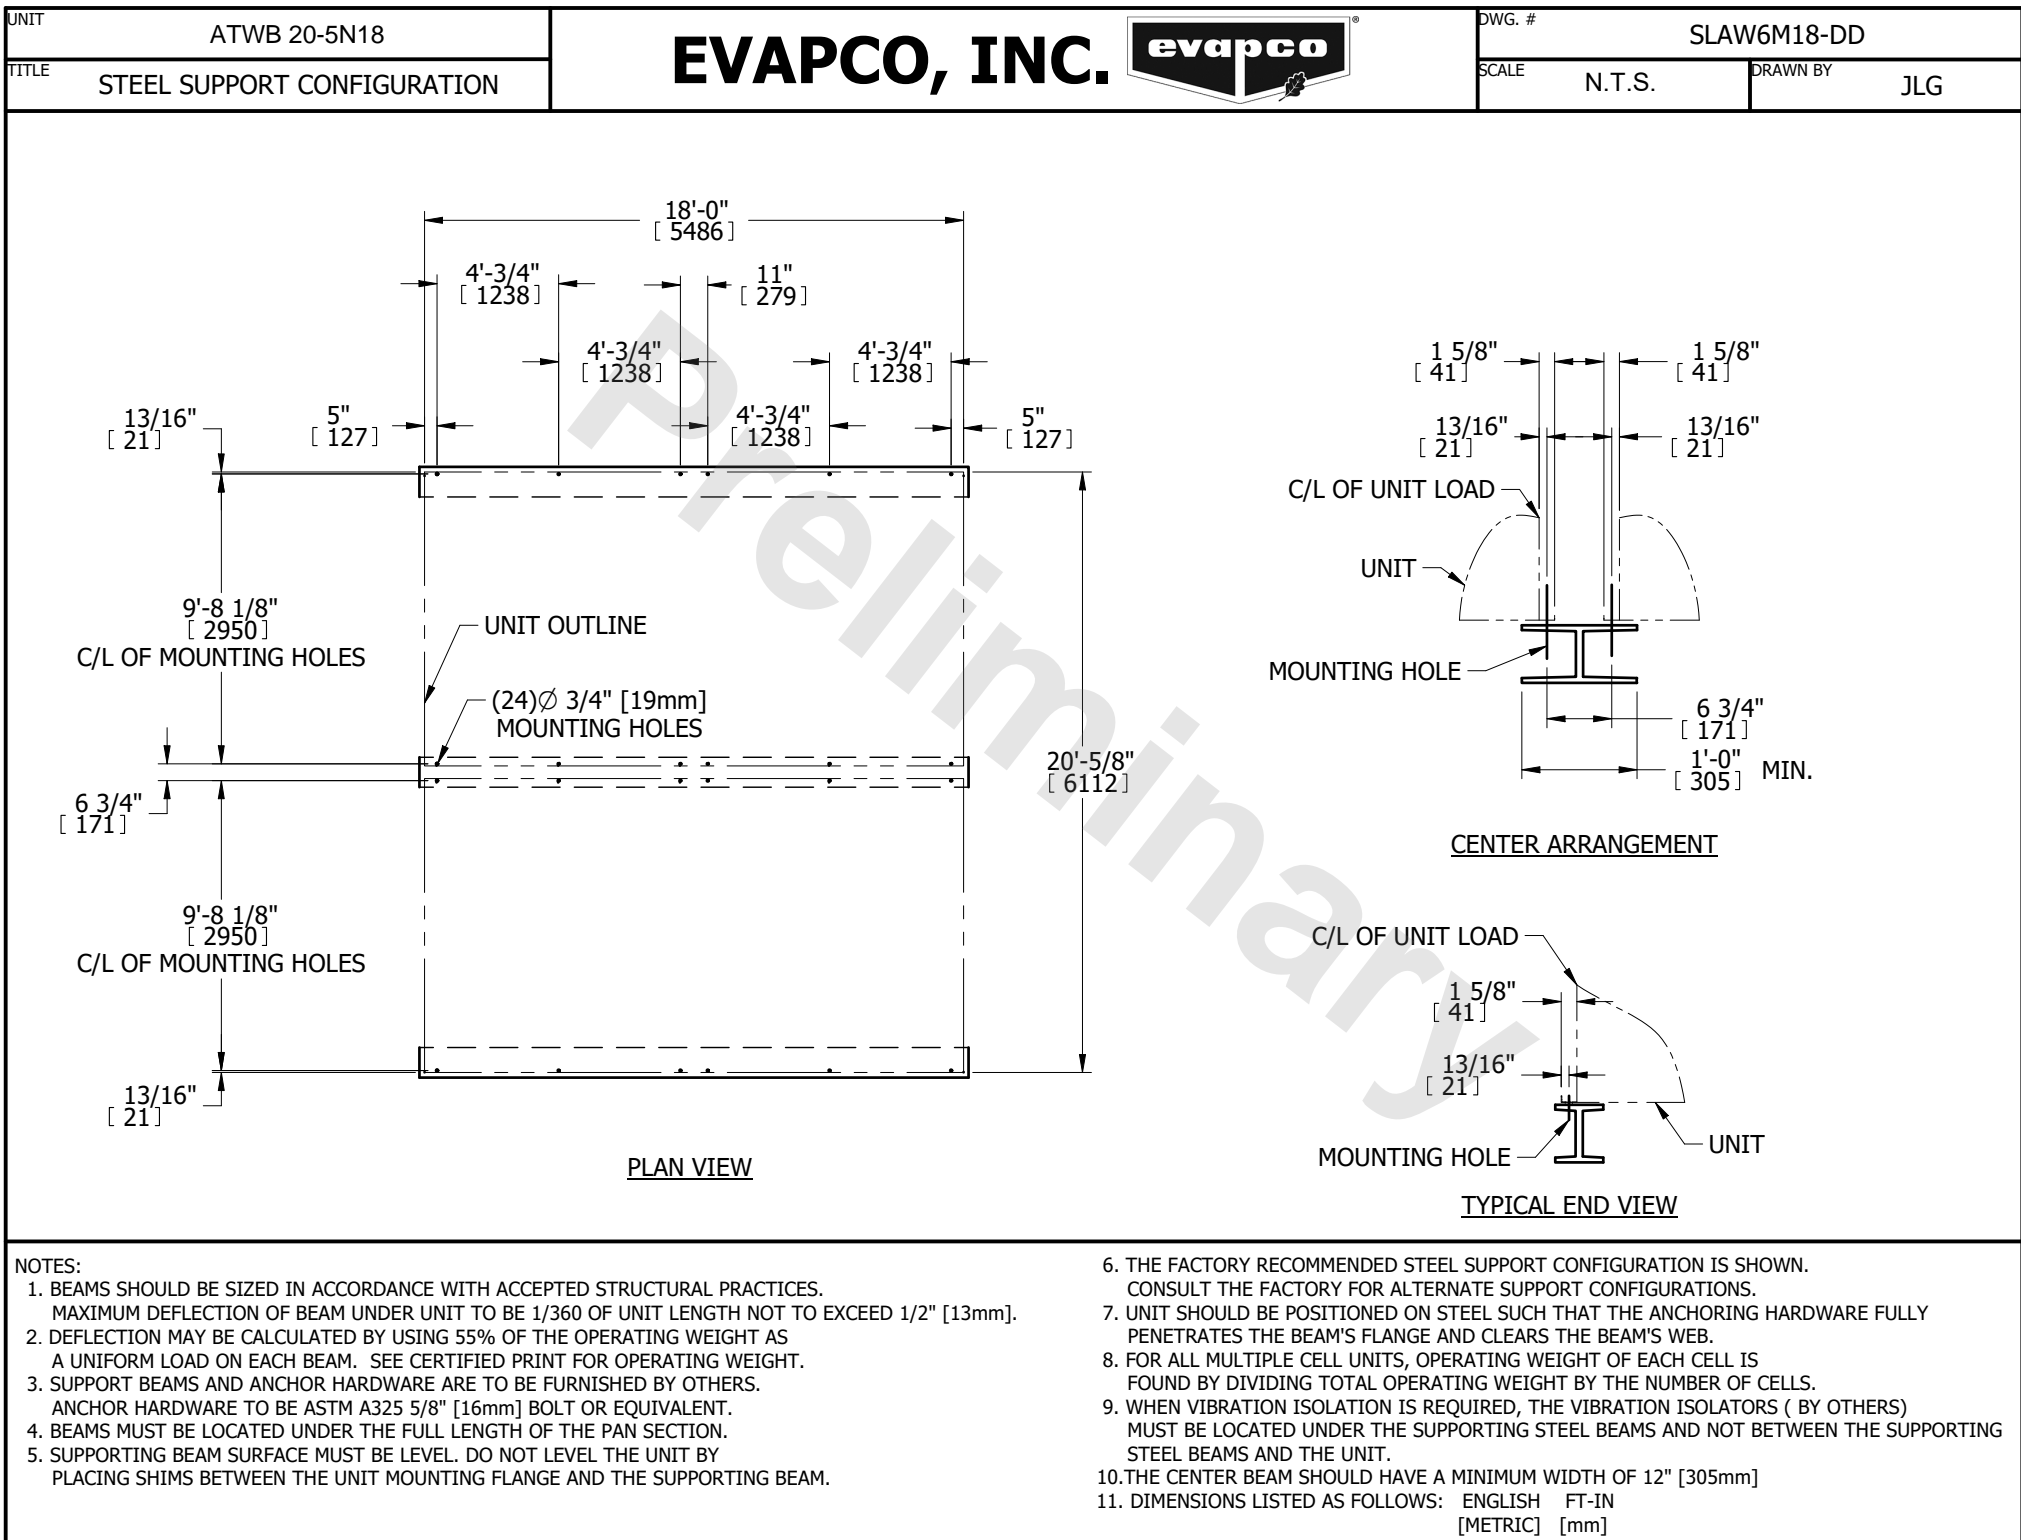 UNIT
ATWB 20-5N18
TITLE
STEEL SUPPORT CONFIGURATION
EVAPCO, INC.
evapco
®
DWG. #
SLAW6M18-DD
SCALE
N.T.S.
DRAWN BY
JLG
18'-0"
[ 5486 ]
4'-3/4"
[ 1238 ]
11"
[ 279 ]
4'-3/4"
[ 1238 ]
4'-3/4"
[ 1238 ]
13/16"
[ 21 ]
5"
[ 127 ]
4'-3/4"
[ 1238 ]
5"
[ 127 ]
9'-8 1/8"
[ 2950 ]
C/L OF MOUNTING HOLES
UNIT OUTLINE
(24)∅ 3/4" [19mm]
MOUNTING HOLES
6 3/4"
[ 171 ]
20'-5/8"
[ 6112 ]
9'-8 1/8"
[ 2950 ]
C/L OF MOUNTING HOLES
13/16"
[ 21 ]
PLAN VIEW
Preliminary
1 5/8"
[ 41 ]
1 5/8"
[ 41 ]
13/16"
[ 21 ]
13/16"
[ 21 ]
C/L OF UNIT LOAD
UNIT
MOUNTING HOLE
6 3/4"
[ 171 ]
1'-0"
[ 305 ] MIN.
CENTER ARRANGEMENT
C/L OF UNIT LOAD
1 5/8"
[ 41 ]
13/16"
[ 21 ]
MOUNTING HOLE
UNIT
TYPICAL END VIEW
NOTES:
1. BEAMS SHOULD BE SIZED IN ACCORDANCE WITH ACCEPTED STRUCTURAL PRACTICES.
MAXIMUM DEFLECTION OF BEAM UNDER UNIT TO BE 1/360 OF UNIT LENGTH NOT TO EXCEED 1/2" [13mm].
2. DEFLECTION MAY BE CALCULATED BY USING 55% OF THE OPERATING WEIGHT AS
A UNIFORM LOAD ON EACH BEAM. SEE CERTIFIED PRINT FOR OPERATING WEIGHT.
3. SUPPORT BEAMS AND ANCHOR HARDWARE ARE TO BE FURNISHED BY OTHERS.
ANCHOR HARDWARE TO BE ASTM A325 5/8" [16mm] BOLT OR EQUIVALENT.
4. BEAMS MUST BE LOCATED UNDER THE FULL LENGTH OF THE PAN SECTION.
5. SUPPORTING BEAM SURFACE MUST BE LEVEL. DO NOT LEVEL THE UNIT BY
PLACING SHIMS BETWEEN THE UNIT MOUNTING FLANGE AND THE SUPPORTING BEAM.
6. THE FACTORY RECOMMENDED STEEL SUPPORT CONFIGURATION IS SHOWN.
CONSULT THE FACTORY FOR ALTERNATE SUPPORT CONFIGURATIONS.
7. UNIT SHOULD BE POSITIONED ON STEEL SUCH THAT THE ANCHORING HARDWARE FULLY
PENETRATES THE BEAM'S FLANGE AND CLEARS THE BEAM'S WEB.
8. FOR ALL MULTIPLE CELL UNITS, OPERATING WEIGHT OF EACH CELL IS
FOUND BY DIVIDING TOTAL OPERATING WEIGHT BY THE NUMBER OF CELLS.
9. WHEN VIBRATION ISOLATION IS REQUIRED, THE VIBRATION ISOLATORS ( BY OTHERS)
MUST BE LOCATED UNDER THE SUPPORTING STEEL BEAMS AND NOT BETWEEN THE SUPPORTING
STEEL BEAMS AND THE UNIT.
10.THE CENTER BEAM SHOULD HAVE A MINIMUM WIDTH OF 12" [305mm]
11. DIMENSIONS LISTED AS FOLLOWS: ENGLISH FT-IN
[METRIC] [mm]